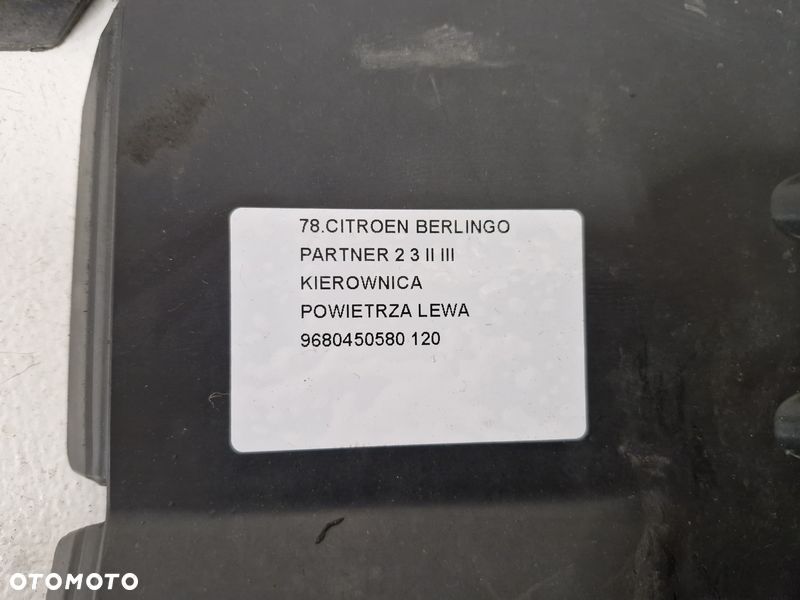 78.CITROEN BERLINGO
PARTNER 2 3 II III
KIEROWNICA
POWIETRZA LEWA
9680450580 120
OTOMOTO